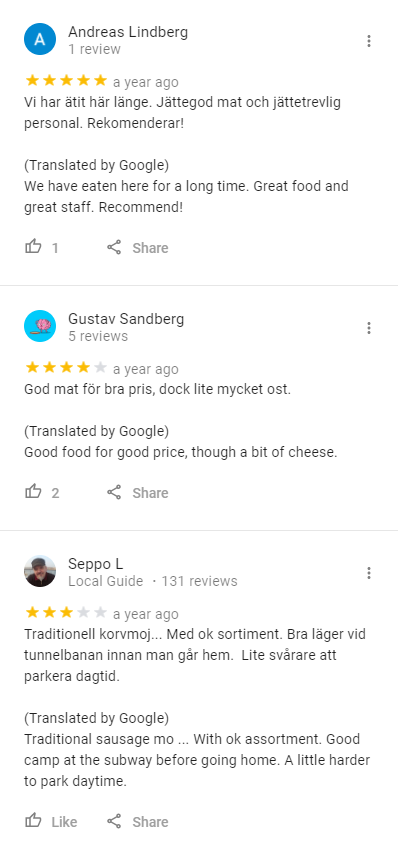 A
Andreas Lindberg
1 review
a year ago
Vi har ätit här länge. Jättegod mat och jättetrevlig
personal. Rekomenderar!
(Translated by Google)
We have eaten here for a long time. Great food and
great staff. Recommend!
1 Share
Gustav Sandberg
5 reviews
a year ago
God mat för bra pris, dock lite mycket ost.
(Translated by Google)
Good food for good price, though a bit of cheese.
2 Share
Seppo L
Local Guide · 131 reviews
a year ago
Traditionell korvmoj... Med ok sortiment. Bra läger vid
tunnelbanan innan man går hem. Lite svårare att
parkera dagtid.
(Translated by Google)
Traditional sausage mo ... With ok assortment. Good
camp at the subway before going home. A little harder
to park daytime.
Like Share